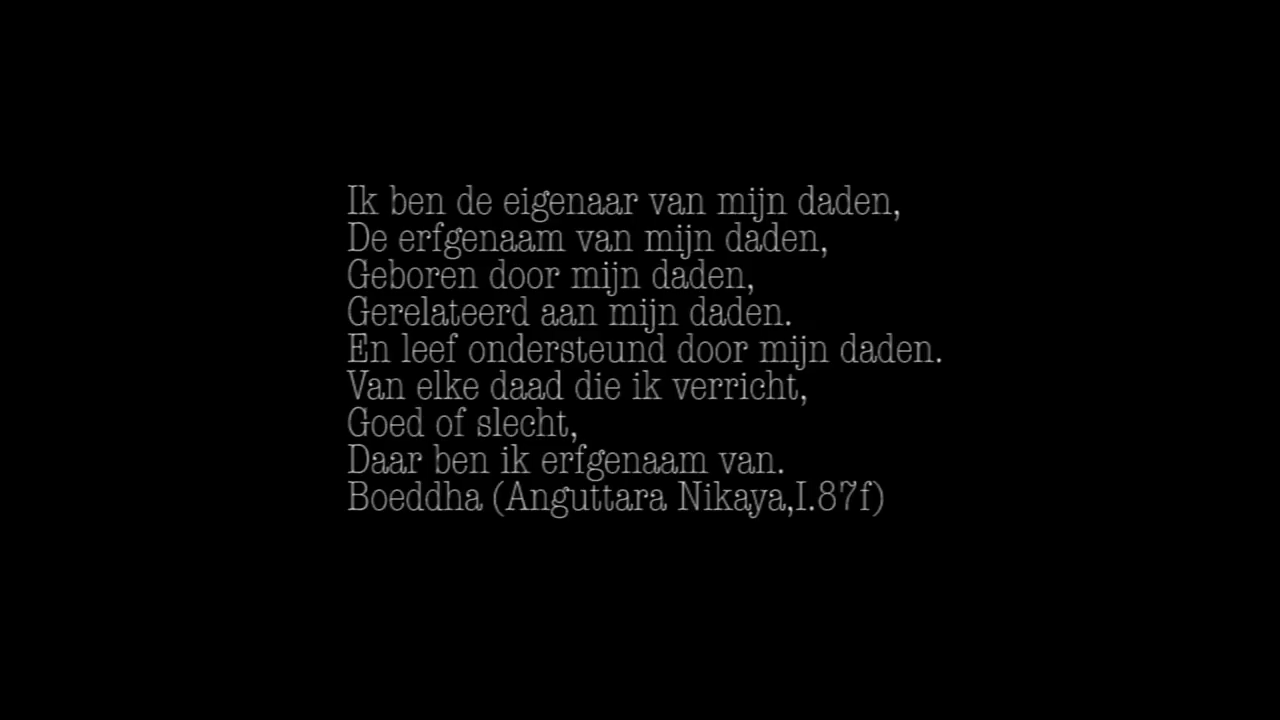 Ik ben de eigenaar van mijn daden,
De erfgenaam van mijn daden,
Geboren door mijn daden,
Gerelateerd aan mijn daden.
En leef ondersteund door mijn daden.
Van elke daad die ik verricht,
Goed of slecht,
Daar ben ik erfgenaam van.
Boeddha (Anguttara Nikaya,I.87f)